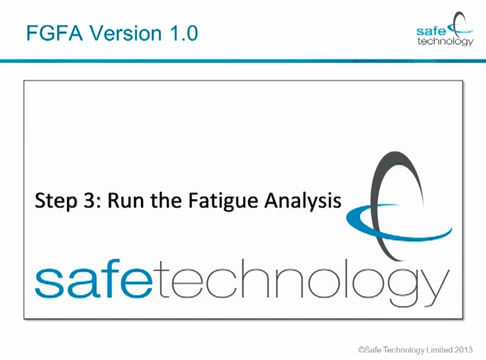 FGFA Version 1.0
safe
technology
Step 3: Run the Fatigue Analysis
safetechnology
©Safe Technology Limited 2013